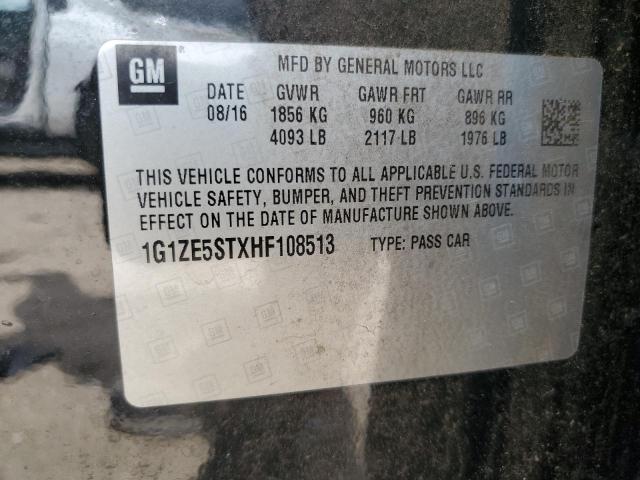 GM
MFD BY GENERAL MOTORS LLC
DATE GVWR GAWR FRT GAWR RR
08/16 1856 KG 960 KG 896 KG
4093 LB 2117 LB 1976 LB
THIS VEHICLE CONFORMS TO ALL APPLICABLE U.S. FEDERAL MOTOR
VEHICLE SAFETY, BUMPER, AND THEFT PREVENTION STANDARDS IN
EFFECT ON THE DATE OF MANUFACTURE SHOWN ABOVE.
1G1ZE5STXHF108513 TYPE: PASS CAR